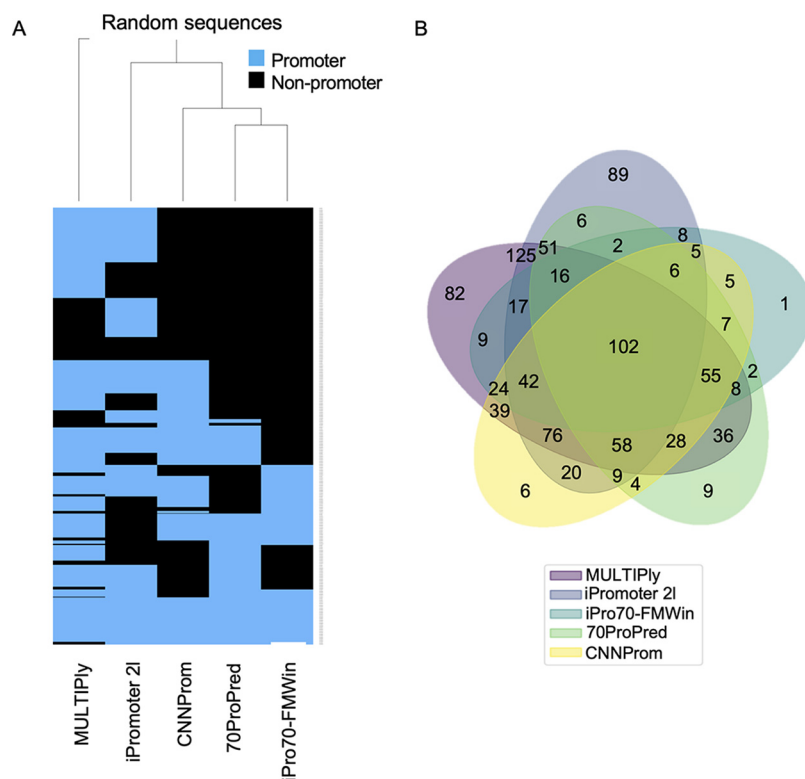 A
Random sequences
Promoter
Non-promoter
MULTIPly
iPromoter 2l
CNNProm
70ProPred
iPro70-FMWin
B
89
6
2
8
5
125
51
16
6
5
82
17
1
9
7
102
24
42
55
2
8
39
76
58
28
36
20
9
4
6
9
MULTIPly
iPromoter 2l
iPro70-FMWin
70ProPred
CNNProm